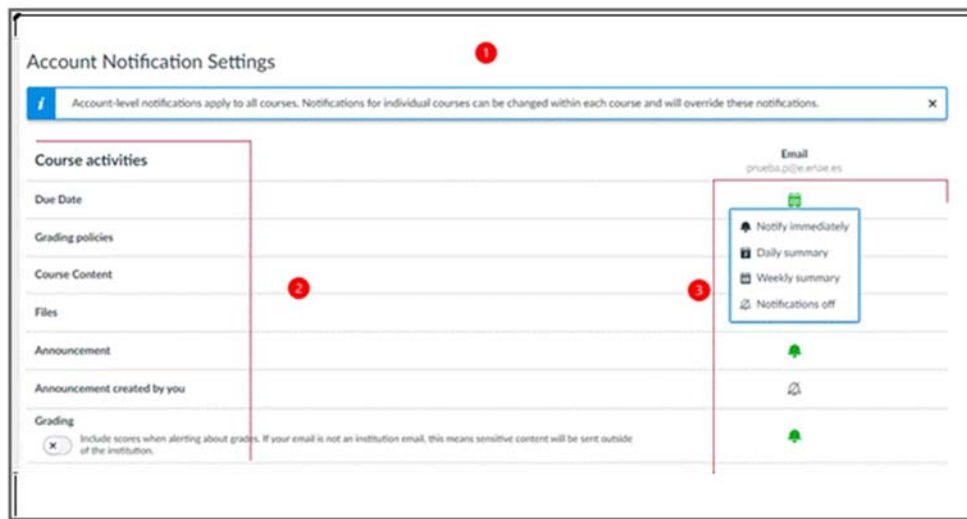 1
Account Notification Settings
i Account-level notifications apply to all courses. Notifications for individual courses can be changed within each course and will override these notifications. ×
Course activities
Email
prueba.p@e.enae.es
Due Date
Notify immediately
Grading policies
Daily summary
Course Content
Weekly summary
2
3
Notifications off
Files
Announcement
Announcement created by you
Grading
Include scores when alerting about grades. If your email is not an institution email, this means sensitive content will be sent outside
of the institution.